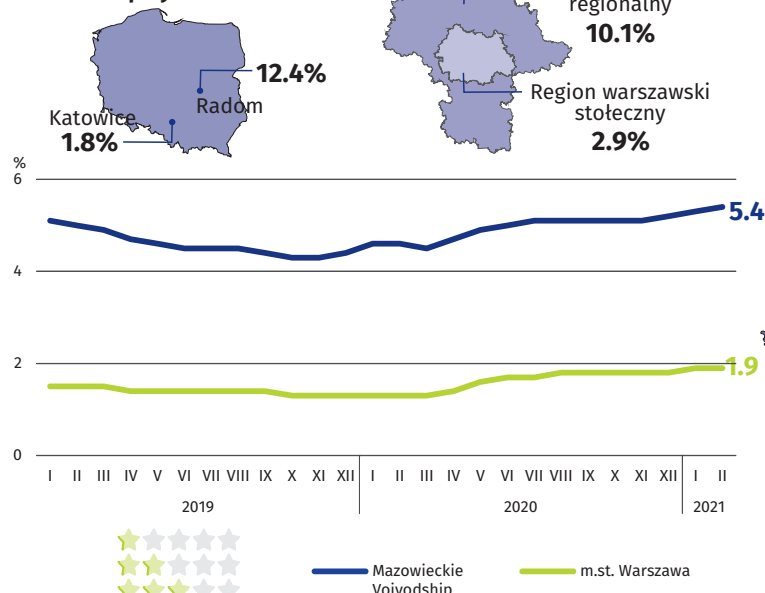 regionalny
10.1%
12.4%
Radom
Katowice
1.8%
Region warszawski
stołeczny
2.9%
%
6
5.4
4
2
1.9
0
I II III IV V VI VII VIII IX X XI XII I II III IV V VI VII VIII IX X XI XII I II
2019 2020 2021
Mazowieckie
Voivodship
m.st. Warszawa